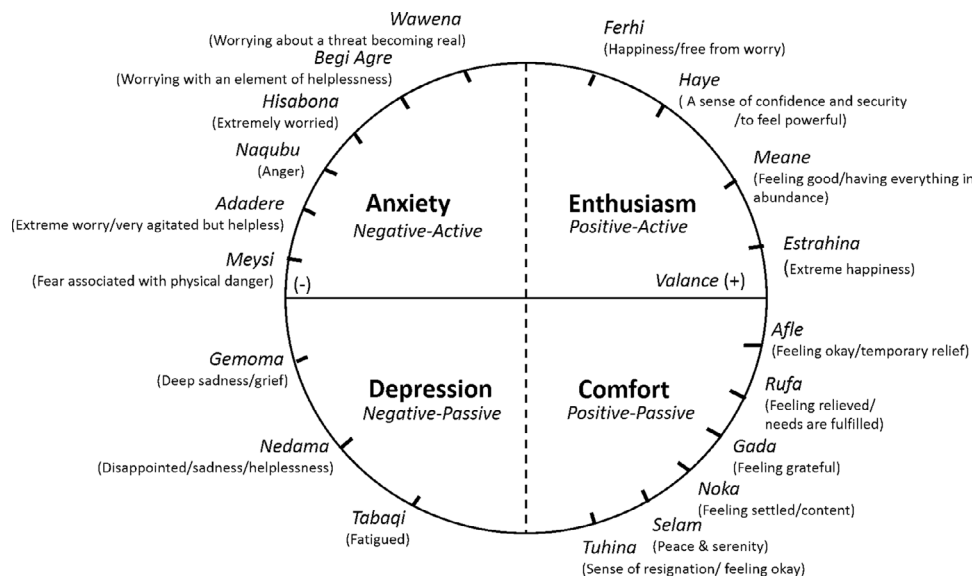 Wawena
(Worrying about a threat becoming real)
Begi Agre
(Worrying with an element of helplessness)
Hisabona
(Extremely worried)
Naqubu
(Anger)
Adadere
(Extreme worry/very agitated but helpless)
Meysi
(Fear associated with physical danger)
Anxiety
Negative-Active
(-)
Ferhi
(Happiness/free from worry)
Haye
( A sense of confidence and security
/to feel powerful)
Meane
(Feeling good/having everything in
abundance)
Estrahina
(Extreme happiness)
Enthusiasm
Positive-Active
Valance (+)
Gemoma
(Deep sadness/grief)
Nedama
(Disappointed/sadness/helplessness)
Tabaqi
(Fatigued)
Depression
Negative-Passive
Comfort
Positive-Passive
Afle
(Feeling okay/temporary relief)
Rufa
(Feeling relieved/
needs are fulfilled)
Gada
(Feeling grateful)
Noka
(Feeling settled/content)
Selam
(Peace & serenity)
Tuhina
(Sense of resignation/ feeling okay)